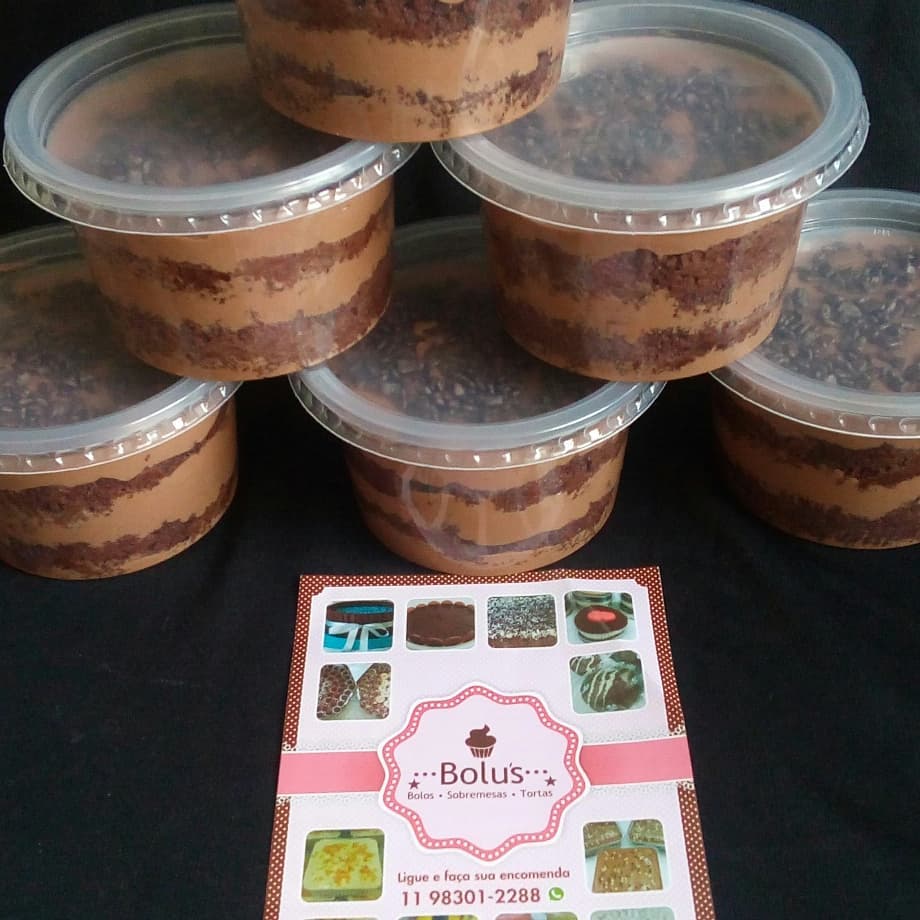 Bolu's
Bolos • Sobremesas • Tortas
Ligue e faça sua encomenda
11 98301-2288